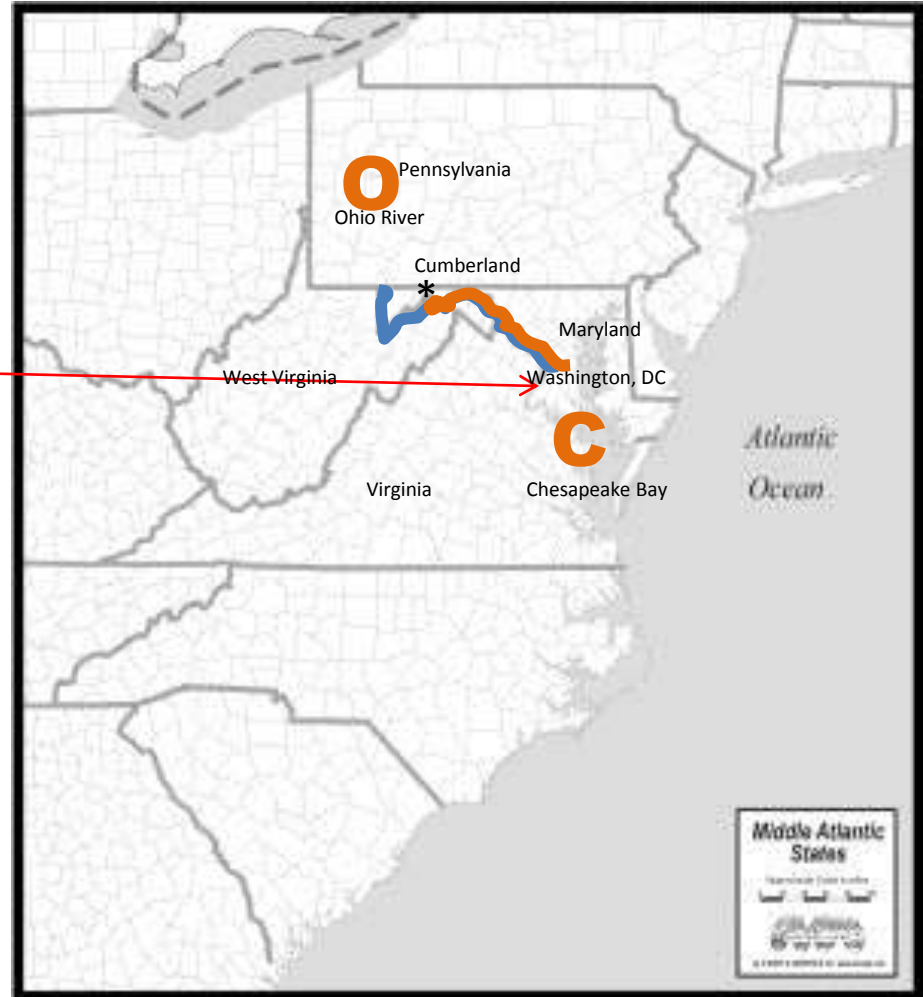 Pennsylvania
O
Ohio River
Cumberland
*
Maryland
West Virginia
Washington, DC
C
Atlantic
Ocean
Virginia
Chesapeake Bay
Middle Atlantic
States